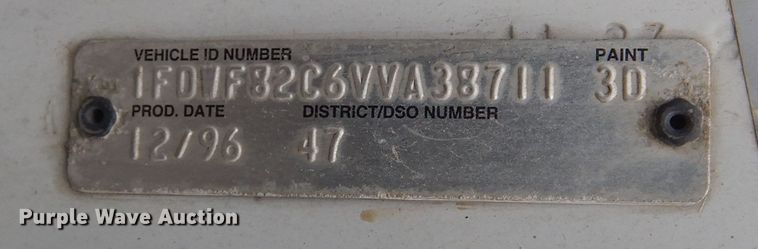 VEHICLE ID NUMBER PAINT
1FDWF82C6VVA38711 3D
PROD. DATE DISTRICT/DSO NUMBER
12/96 47
Purple Wave Auction